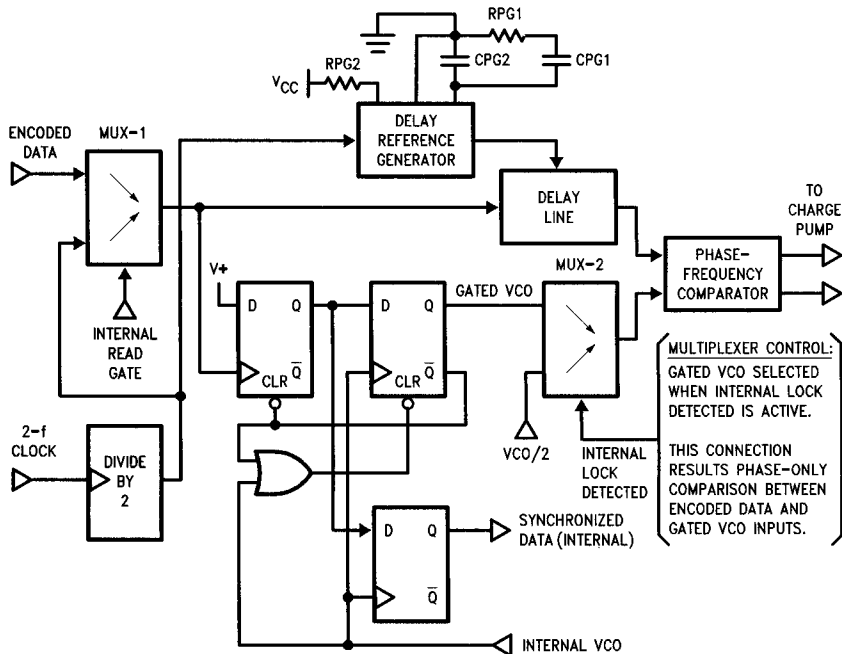 RPG1
RPG2
CPG2
CPG1
VCC
ENCODED
DATA
MUX-1
DELAY
REFERENCE
GENERATOR
DELAY
LINE
TO
CHARGE
PUMP
PHASE-
FREQUENCY
COMPARATOR
MUX-2
V+
GATED VCO
D
Q
Q̅
CLR
D
Q
Q̅
CLR
INTERNAL
READ
GATE
2-f
CLOCK
DIVIDE
BY
2
VCO/2
INTERNAL
LOCK
DETECTED
MULTIPLEXER CONTROL:
GATED VCO SELECTED
WHEN INTERNAL LOCK
DETECTED IS ACTIVE.
THIS CONNECTION
RESULTS PHASE-ONLY
COMPARISON BETWEEN
ENCODED DATA AND
GATED VCO INPUTS.
D
Q
Q̅
SYNCHRONIZED
DATA (INTERNAL)
INTERNAL VCO